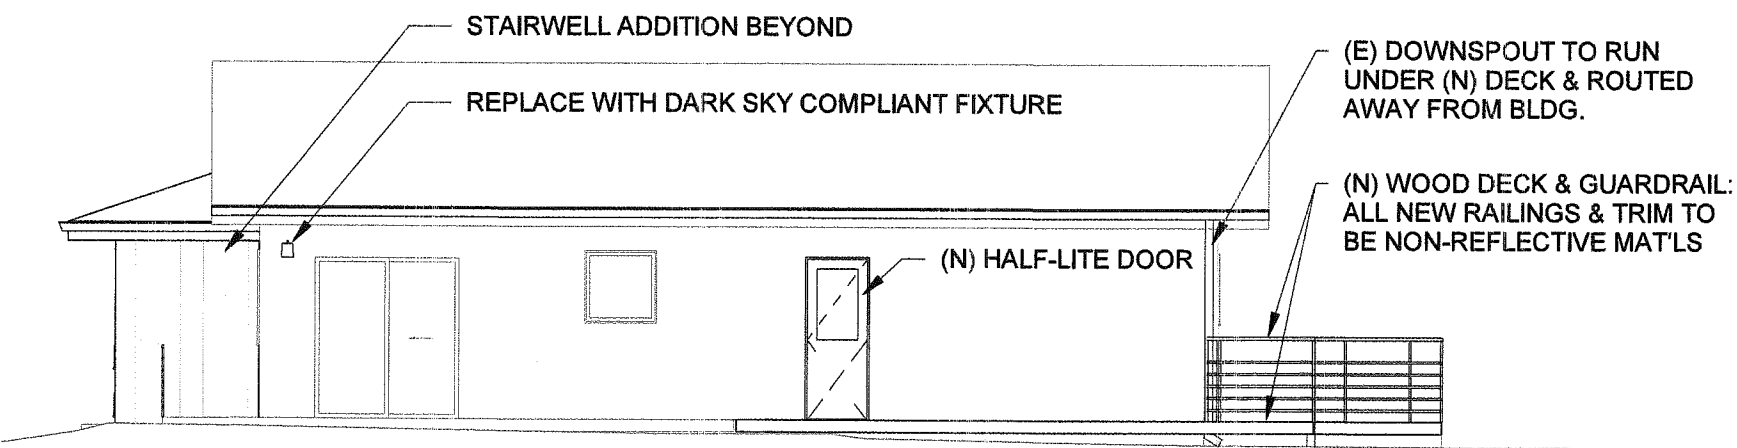 STAIRWELL ADDITION BEYOND
REPLACE WITH DARK SKY COMPLIANT FIXTURE
(E) DOWNSPOUT TO RUN
UNDER (N) DECK & ROUTED
AWAY FROM BLDG.
(N) WOOD DECK & GUARDRAIL:
ALL NEW RAILINGS & TRIM TO
BE NON-REFLECTIVE MAT'LS
(N) HALF-LITE DOOR